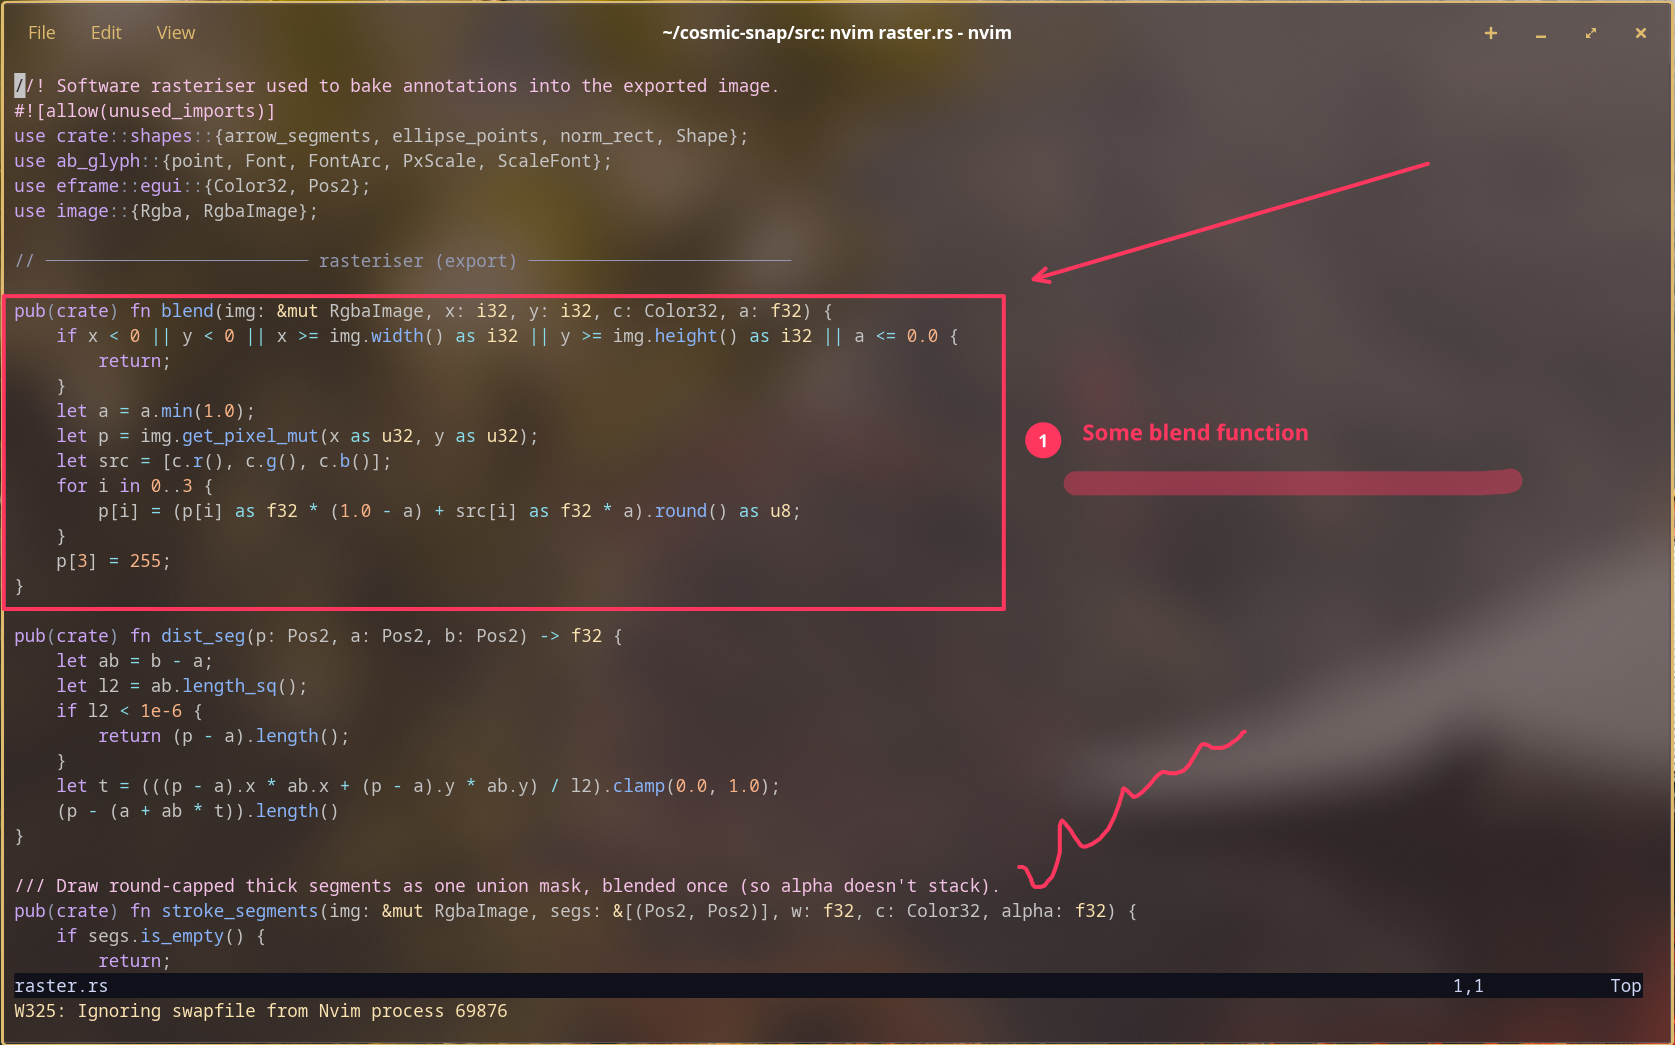 File Edit View ~/cosmic-snap/src: nvim raster.rs - nvim
//! Software rasteriser used to bake annotations into the exported image.
#![allow(unused_imports)]
use crate::shapes::{arrow_segments, ellipse_points, norm_rect, Shape};
use ab_glyph::{point, Font, FontArc, PxScale, ScaleFont};
use eframe::egui::{Color32, Pos2};
use image::{Rgba, RgbaImage};
// ───────────────────────── rasteriser (export) ─────────────────────────
pub(crate) fn blend(img: &mut RgbaImage, x: i32, y: i32, c: Color32, a: f32) {
    if x < 0 || y < 0 || x >= img.width() as i32 || y >= img.height() as i32 || a <= 0.0 {
        return;
    }
    let a = a.min(1.0);
    let p = img.get_pixel_mut(x as u32, y as u32);
    let src = [c.r(), c.g(), c.b()];
    for i in 0..3 {
        p[i] = (p[i] as f32 * (1.0 - a) + src[i] as f32 * a).round() as u8;
    }
    p[3] = 255;
}
1 Some blend function
pub(crate) fn dist_seg(p: Pos2, a: Pos2, b: Pos2) -> f32 {
    let ab = b - a;
    let l2 = ab.length_sq();
    if l2 < 1e-6 {
        return (p - a).length();
    }
    let t = (((p - a).x * ab.x + (p - a).y * ab.y) / l2).clamp(0.0, 1.0);
    (p - (a + ab * t)).length()
}
/// Draw round-capped thick segments as one union mask, blended once (so alpha doesn't stack).
pub(crate) fn stroke_segments(img: &mut RgbaImage, segs: &[(Pos2, Pos2)], w: f32, c: Color32, alpha: f32) {
    if segs.is_empty() {
        return;
raster.rs 1,1 Top
W325: Ignoring swapfile from Nvim process 69876